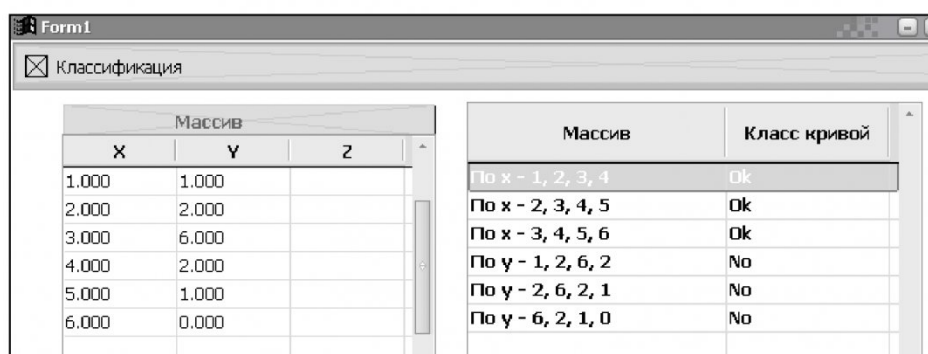 Form1
Классификация
Массив
X Y Z
1.000 1.000
2.000 2.000
3.000 6.000
4.000 2.000
5.000 1.000
6.000 0.000
Массив Класс кривой
По x - 1, 2, 3, 4 Ok
По x - 2, 3, 4, 5 Ok
По x - 3, 4, 5, 6 Ok
По y - 1, 2, 6, 2 No
По y - 2, 6, 2, 1 No
По y - 6, 2, 1, 0 No